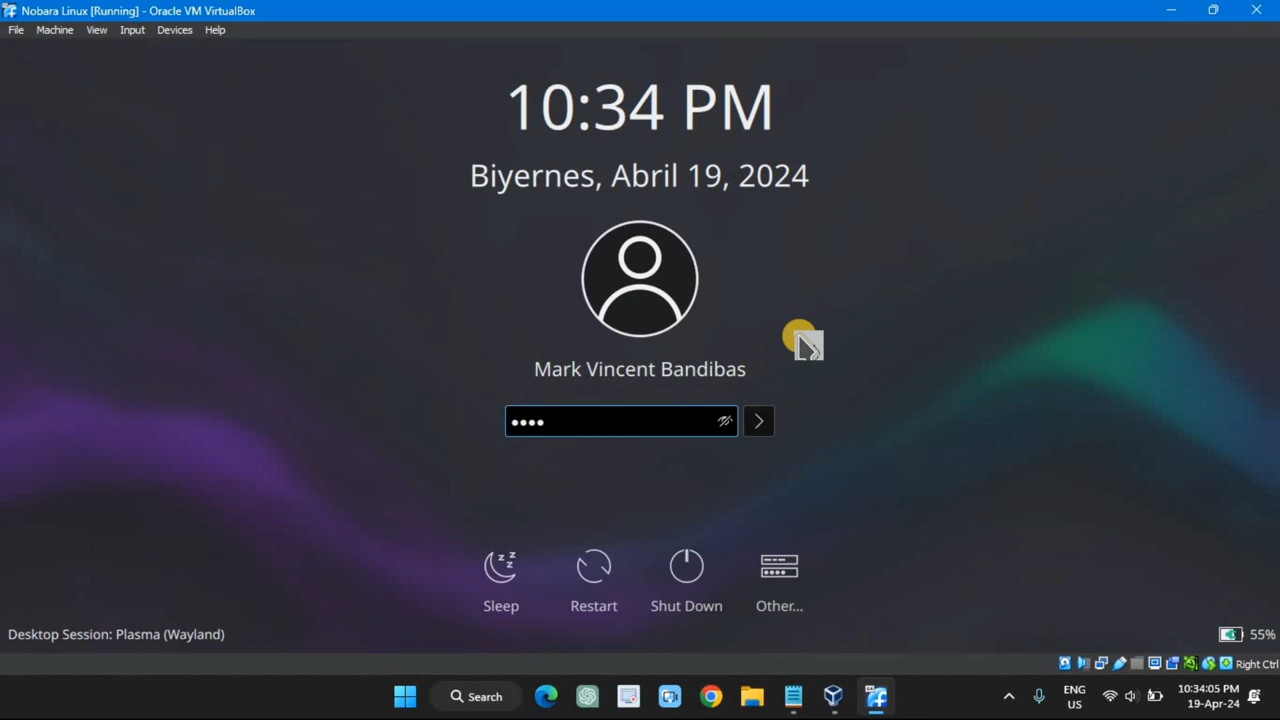 Nobara Linux [Running] - Oracle VM VirtualBox
File Machine View Input Devices Help
10:34 PM
Biyernes, Abril 19, 2024
Mark Vincent Bandibas
Sleep Restart Shut Down Other...
Desktop Session: Plasma (Wayland)
55%
Right Ctrl
Search
ENG
US
10:34:05 PM
19-Apr-24